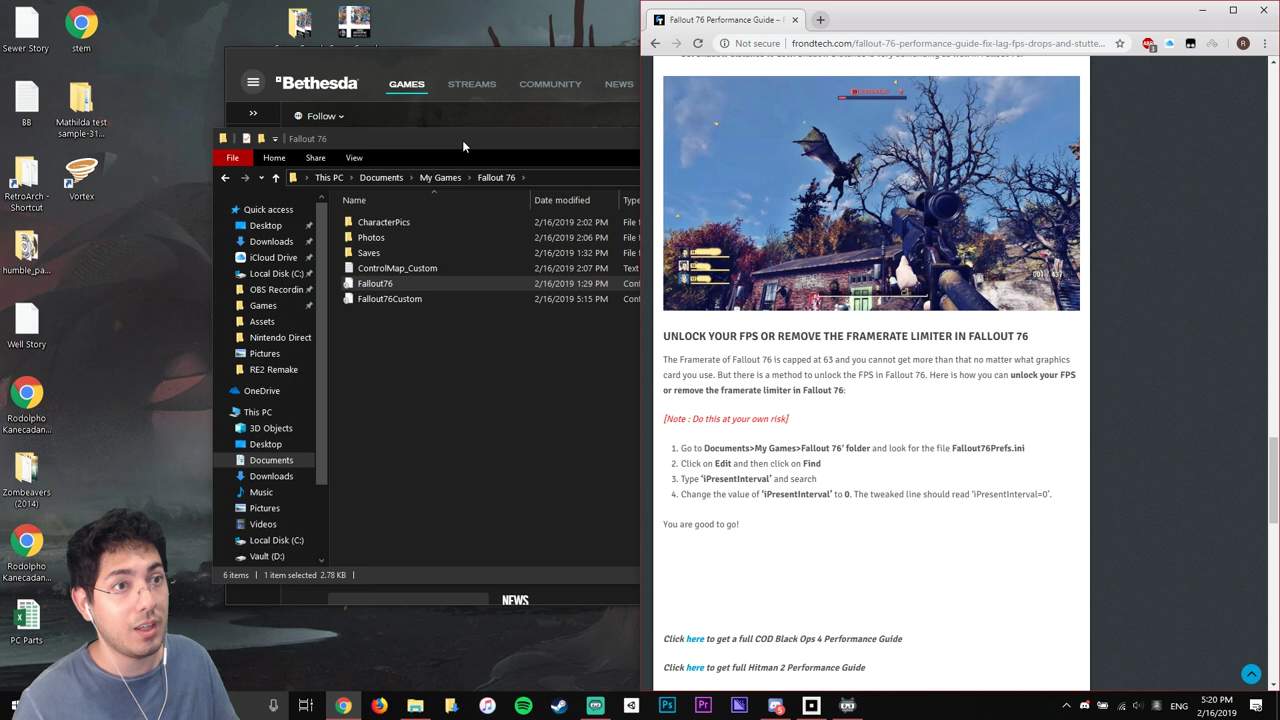 Sewer Story
stem
BB
Mathilda test
sample-31...
RetroArch -
Shortcut
Vortex
humble_pa...
Well Story
Rodolpho...
Zombeavers
(2014)
Rodolpho
Kanecadan...
PC Parts
Bethesda
GAMES
STREAMS
COMMUNITY
NEWS
Follow
Fallout 76
File
Home
Share
View
This PC > Documents > My Games > Fallout 76 >
Name
Date modified
Quick access
Desktop
Downloads
iCloud Drive
Local Disk (C:)
OBS Recordin
Games
Assets
Nintendo Direct
Pictures
RE2 Remake
OneDrive
This PC
3D Objects
Desktop
Documents
Downloads
Music
Pictures
Videos
Local Disk (C:)
Vault (D:)
CharacterPics 2/16/2019 2:02 PM File f
Photos 2/16/2019 2:06 PM File f
Saves 2/16/2019 1:32 PM File f
ControlMap_Custom 2/16/2019 2:07 PM Text
Fallout76 2/16/2019 1:29 PM Con
Fallout76Custom 2/16/2019 5:15 PM Con
6 items 1 item selected 2.78 KB
NEWS
Fallout 76 Performance Guide –
Not secure frondtech.com/fallout-76-performance-guide-fix-lag-fps-drops-and-stutte...
UNLOCK YOUR FPS OR REMOVE THE FRAMERATE LIMITER IN FALLOUT 76
The Framerate of Fallout 76 is capped at 63 and you cannot get more than that no matter what graphics
card you use. But there is a method to unlock the FPS in Fallout 76. Here is how you can unlock your FPS
or remove the framerate limiter in Fallout 76:
[Note : Do this at your own risk]
1. Go to Documents>My Games>Fallout 76' folder and look for the file Fallout76Prefs.ini
2. Click on Edit and then click on Find
3. Type 'iPresentInterval' and search
4. Change the value of 'iPresentInterval' to 0. The tweaked line should read 'iPresentInterval=0'.
You are good to go!
Click here to get a full COD Black Ops 4 Performance Guide
Click here to get full Hitman 2 Performance Guide
ENG
5:20 PM
2/16/2019